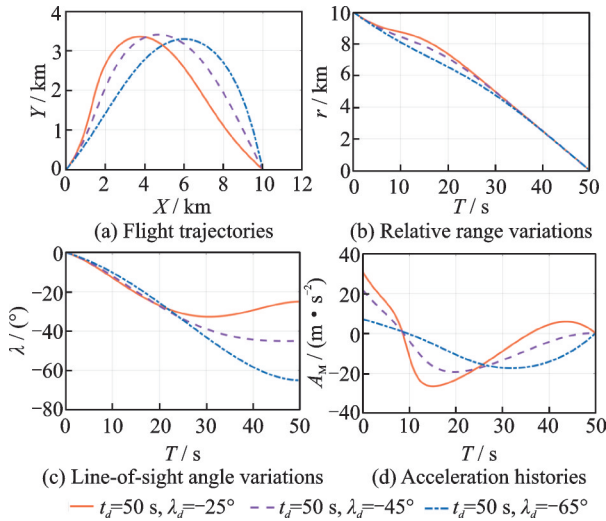 4
3
2
1
0
Y / km
0 2 4 6 8 10 12
X / km
(a) Flight trajectories
10
8
6
4
2
0
r / km
0 10 20 30 40 50
T / s
(b) Relative range variations
0
−20
−40
−60
−80
λ / (°)
0 10 20 30 40 50
T / s
(c) Line-of-sight angle variations
40
20
0
−20
−40
A_M / (m • s⁻²)
0 10 20 30 40 50
T / s
(d) Acceleration histories
t_d=50 s, λ_d=−25° t_d=50 s, λ_d=−45° t_d=50 s, λ_d=−65°